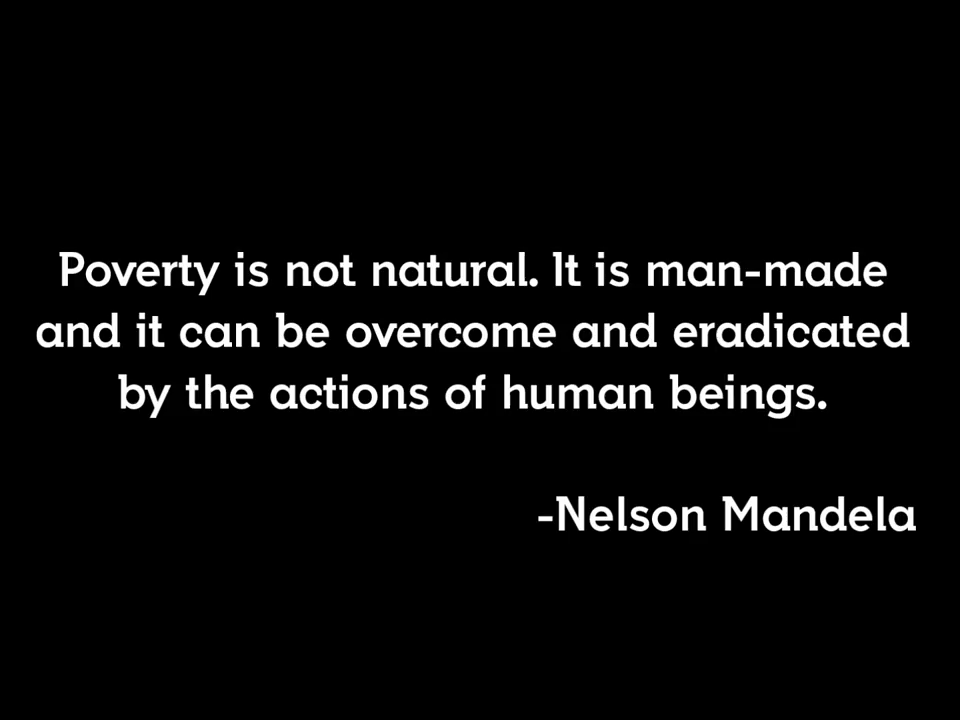 Poverty is not natural. It is man-made
and it can be overcome and eradicated
by the actions of human beings.
-Nelson Mandela